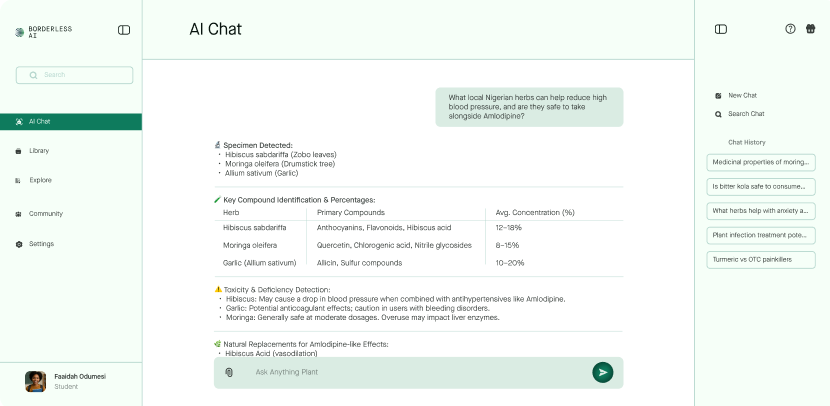 BORDERLESS
AI
Search
AI Chat
Library
Explore
Community
Settings
Faaidah Odumesi
Student
AI Chat
What local Nigerian herbs can help reduce high
blood pressure, and are they safe to take
alongside Amlodipine?
Specimen Detected:
• Hibiscus sabdariffa (Zobo leaves)
• Moringa oleifera (Drumstick tree)
• Allium sativum (Garlic)
Key Compound Identification & Percentages:
Herb Primary Compounds Avg. Concentration (%)
Hibiscus sabdariffa Anthocyanins, Flavonoids, Hibiscus acid 12–18%
Moringa oleifera Quercetin, Chlorogenic acid, Nitrile glycosides 8–15%
Garlic (Allium sativum) Allicin, Sulfur compounds 10–20%
Toxicity & Deficiency Detection:
• Hibiscus: May cause a drop in blood pressure when combined with antihypertensives like Amlodipine.
• Garlic: Potential anticoagulant effects; caution in users with bleeding disorders.
• Moringa: Generally safe at moderate dosages. Overuse may impact liver enzymes.
Natural Replacements for Amlodipine-like Effects:
• Hibiscus Acid (vasodilation)
Ask Anything Plant
New Chat
Search Chat
Chat History
Medicinal properties of moring...
Is bitter kola safe to consume...
What herbs help with anxiety a...
Plant infection treatment pote...
Turmeric vs OTC painkillers